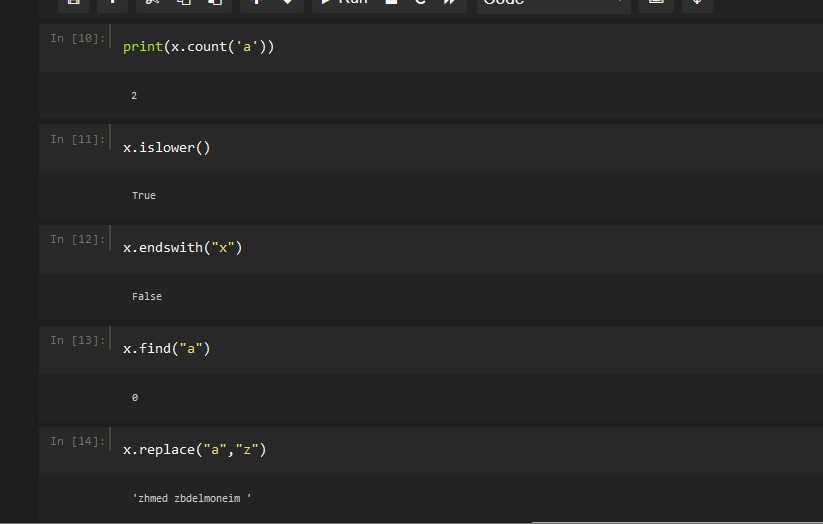 Run Code
In [10]: print(x.count('a'))
2
In [11]: x.islower()
True
In [12]: x.endswith("x")
False
In [13]: x.find("a")
0
In [14]: x.replace("a","z")
'zhmed zbdelmoneim '